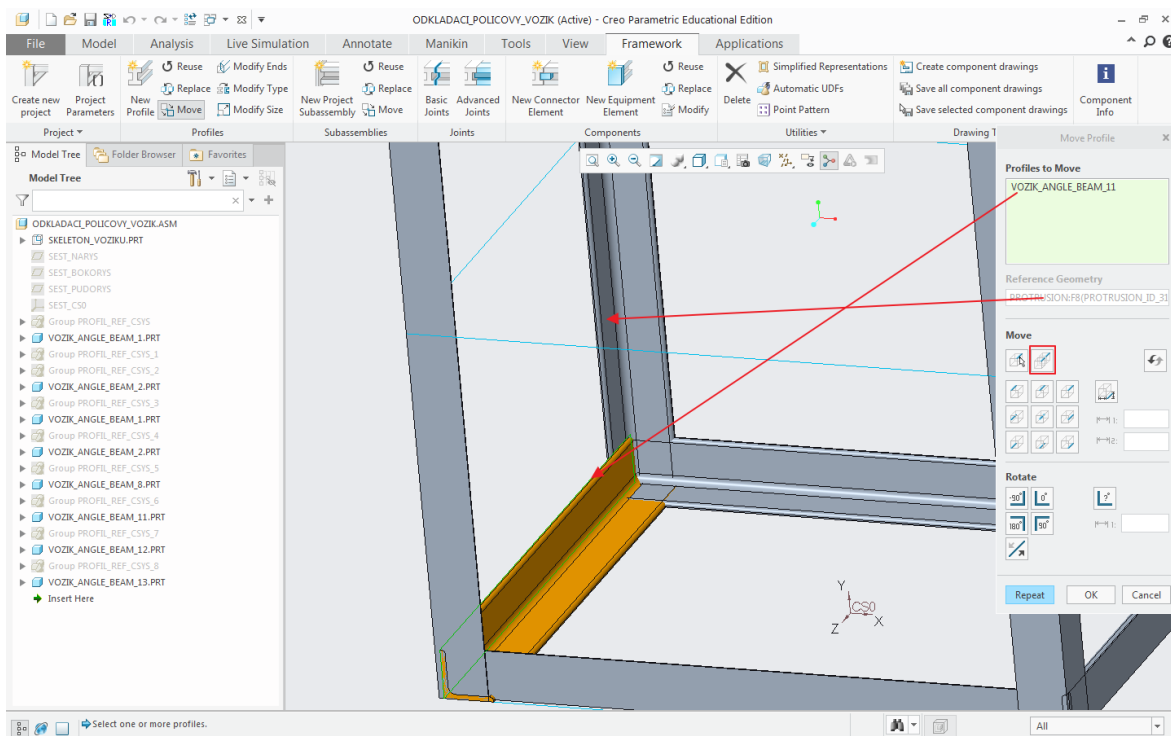 ODKLADACI_POLICOVY_VOZIK (Active) - Creo Parametric Educational Edition
File Model Analysis Live Simulation Annotate Manikin Tools View Framework Applications
Create new project
Project Parameters
New Profile
Reuse
Replace
Move
Modify Ends
Modify Type
Modify Size
New Project Subassembly
Reuse
Replace
Move
Basic Joints
Advanced Joints
New Connector Element
New Equipment Element
Reuse
Replace
Modify
Delete
Simplified Representations
Automatic UDFs
Point Pattern
Create component drawings
Save all component drawings
Save selected component drawings
Component Info
Project Profiles Subassemblies Joints Components Utilities Drawing T
Model Tree Folder Browser Favorites
Model Tree
ODKLADACI_POLICOVY_VOZIK.ASM
SKELETON_VOZIKU.PRT
SEST_NARYS
SEST_BOKORYS
SEST_PUDORYS
SEST_CS0
Group PROFIL_REF_CSYS
VOZIK_ANGLE_BEAM_1.PRT
Group PROFIL_REF_CSYS_1
Group PROFIL_REF_CSYS_2
VOZIK_ANGLE_BEAM_2.PRT
Group PROFIL_REF_CSYS_3
VOZIK_ANGLE_BEAM_1.PRT
Group PROFIL_REF_CSYS_4
VOZIK_ANGLE_BEAM_2.PRT
Group PROFIL_REF_CSYS_5
VOZIK_ANGLE_BEAM_8.PRT
Group PROFIL_REF_CSYS_6
VOZIK_ANGLE_BEAM_11.PRT
Group PROFIL_REF_CSYS_7
VOZIK_ANGLE_BEAM_12.PRT
Group PROFIL_REF_CSYS_8
VOZIK_ANGLE_BEAM_13.PRT
Insert Here
Y
CS0
Z X
Move Profile
Profiles to Move
VOZIK_ANGLE_BEAM_11
Reference Geometry
PROTRUSION:F8(PROTRUSION_ID_31
Move
1:
2:
Rotate
-90° 0° ?°
180° 90° 1:
Repeat OK Cancel
Select one or more profiles.
All